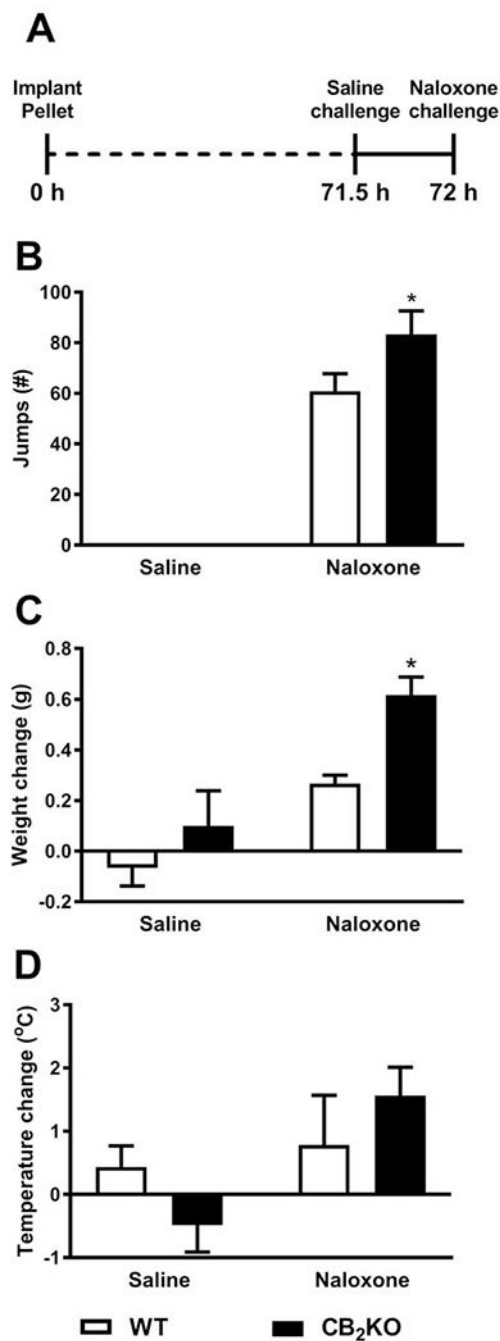 A
Implant Saline Naloxone
Pellet challenge challenge
0 h 71.5 h 72 h
B
100
80
60
40
20
0
Jumps (#)
*
Saline Naloxone
C
0.8
0.6
0.4
0.2
0.0
-0.2
Weight change (g)
*
Saline Naloxone
D
3
2
1
0
-1
Temperature change (°C)
Saline Naloxone
WT CB₂KO